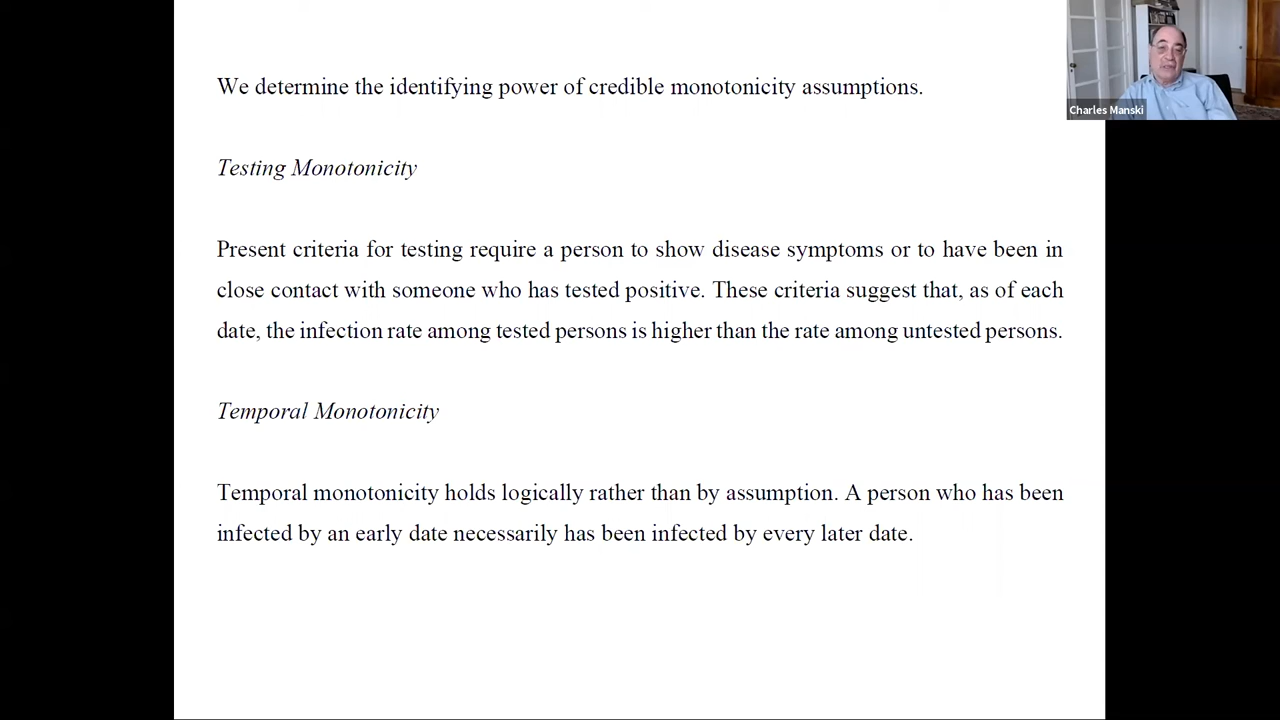 We determine the identifying power of credible monotonicity assumptions.
Charles Manski
Testing Monotonicity
Present criteria for testing require a person to show disease symptoms or to have been in
close contact with someone who has tested positive. These criteria suggest that, as of each
date, the infection rate among tested persons is higher than the rate among untested persons.
Temporal Monotonicity
Temporal monotonicity holds logically rather than by assumption. A person who has been
infected by an early date necessarily has been infected by every later date.